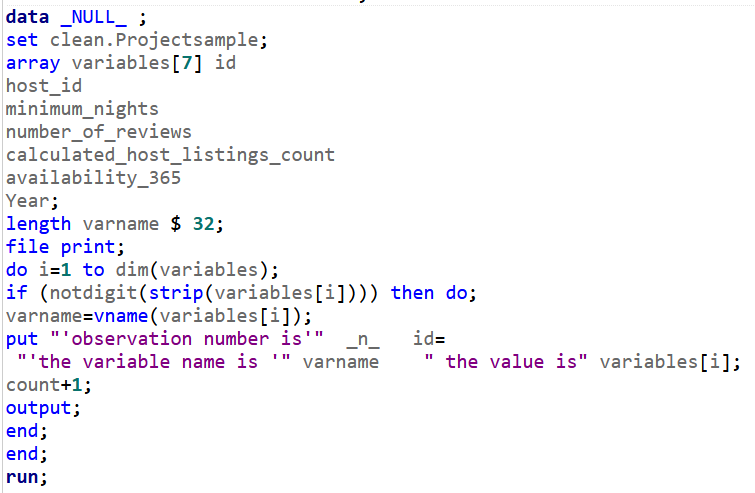 data _NULL_ ;
set clean.Projectsample;
array variables[7] id
host_id
minimum_nights
number_of_reviews
calculated_host_listings_count
availability_365
Year;
length varname $ 32;
file print;
do i=1 to dim(variables);
if (notdigit(strip(variables[i]))) then do;
varname=vname(variables[i]);
put "'observation number is'"  _n_   id=
 "'the variable name is '" varname    " the value is" variables[i];
count+1;
output;
end;
end;
run;